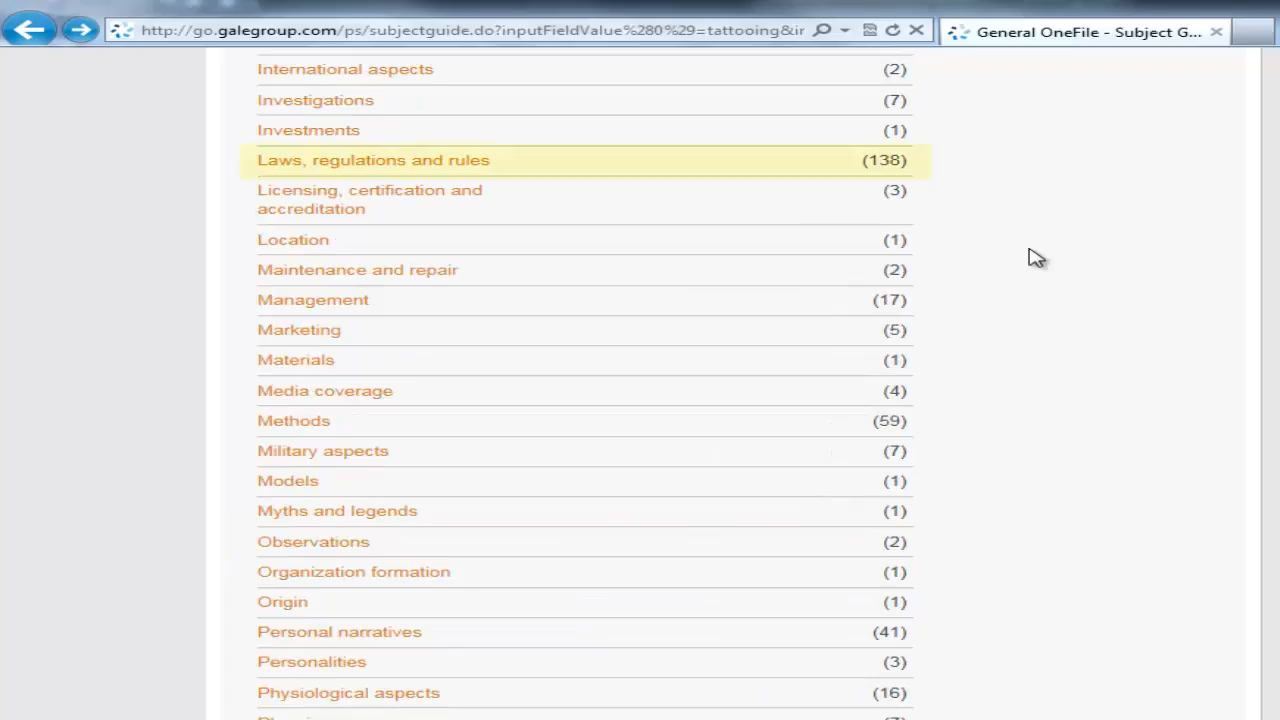 http://go.galegroup.com/ps/subjectguide.do?inputFieldValue%280%29=tattooing&ir
General OneFile - Subject G...
International aspects (2)
Investigations (7)
Investments (1)
Laws, regulations and rules (138)
Licensing, certification and (3)
accreditation
Location (1)
Maintenance and repair (2)
Management (17)
Marketing (5)
Materials (1)
Media coverage (4)
Methods (59)
Military aspects (7)
Models (1)
Myths and legends (1)
Observations (2)
Organization formation (1)
Origin (1)
Personal narratives (41)
Personalities (3)
Physiological aspects (16)